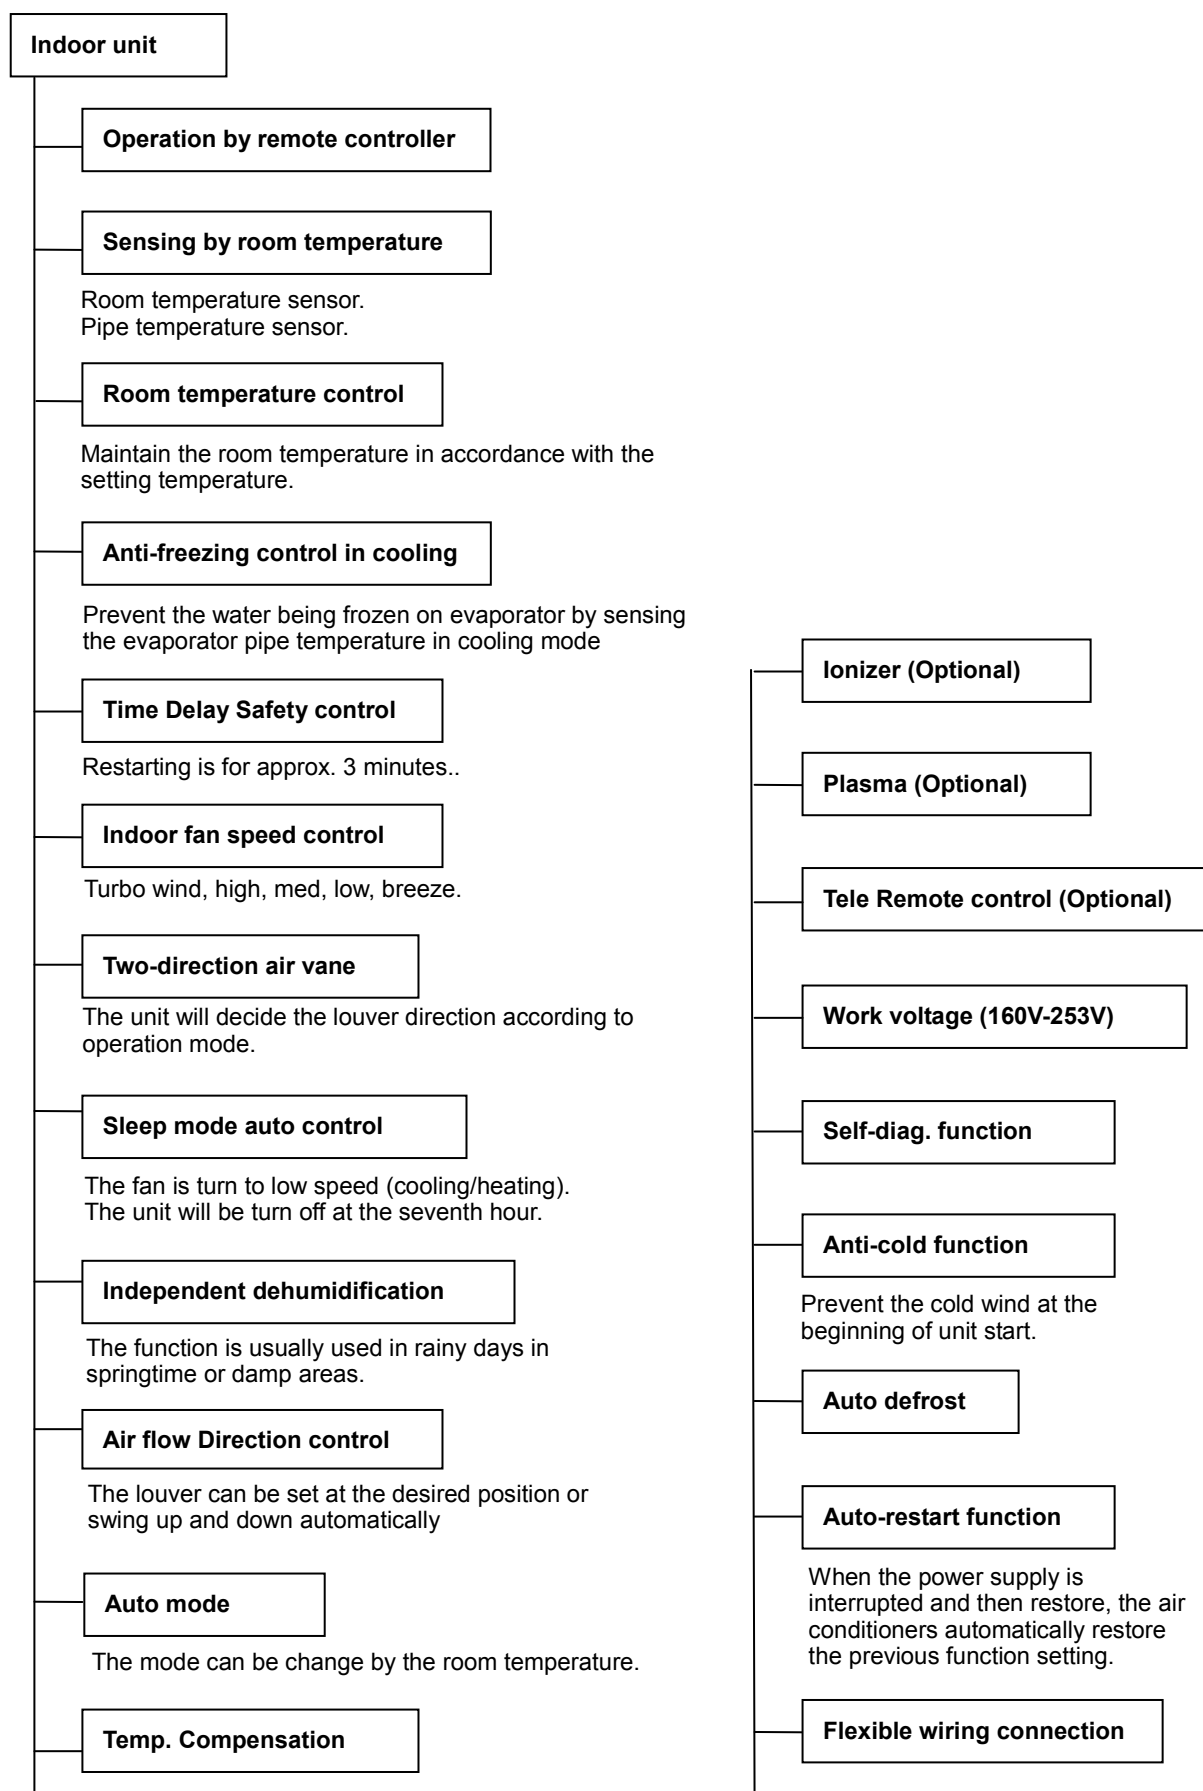 Indoor unit
Operation by remote controller
Sensing by room temperature
Room temperature sensor.
Pipe temperature sensor.
Room temperature control
Maintain the room temperature in accordance with the
setting temperature.
Anti-freezing control in cooling
Prevent the water being frozen on evaporator by sensing
the evaporator pipe temperature in cooling mode
Time Delay Safety control
Restarting is for approx. 3 minutes..
Indoor fan speed control
Turbo wind, high, med, low, breeze.
Two-direction air vane
The unit will decide the louver direction according to
operation mode.
Sleep mode auto control
The fan is turn to low speed (cooling/heating).
The unit will be turn off at the seventh hour.
Independent dehumidification
The function is usually used in rainy days in
springtime or damp areas.
Air flow Direction control
The louver can be set at the desired position or
swing up and down automatically
Auto mode
The mode can be change by the room temperature.
Temp. Compensation
Ionizer (Optional)
Plasma (Optional)
Tele Remote control (Optional)
Work voltage (160V-253V)
Self-diag. function
Anti-cold function
Prevent the cold wind at the
beginning of unit start.
Auto defrost
Auto-restart function
When the power supply is
interrupted and then restore, the air
conditioners automatically restore
the previous function setting.
Flexible wiring connection